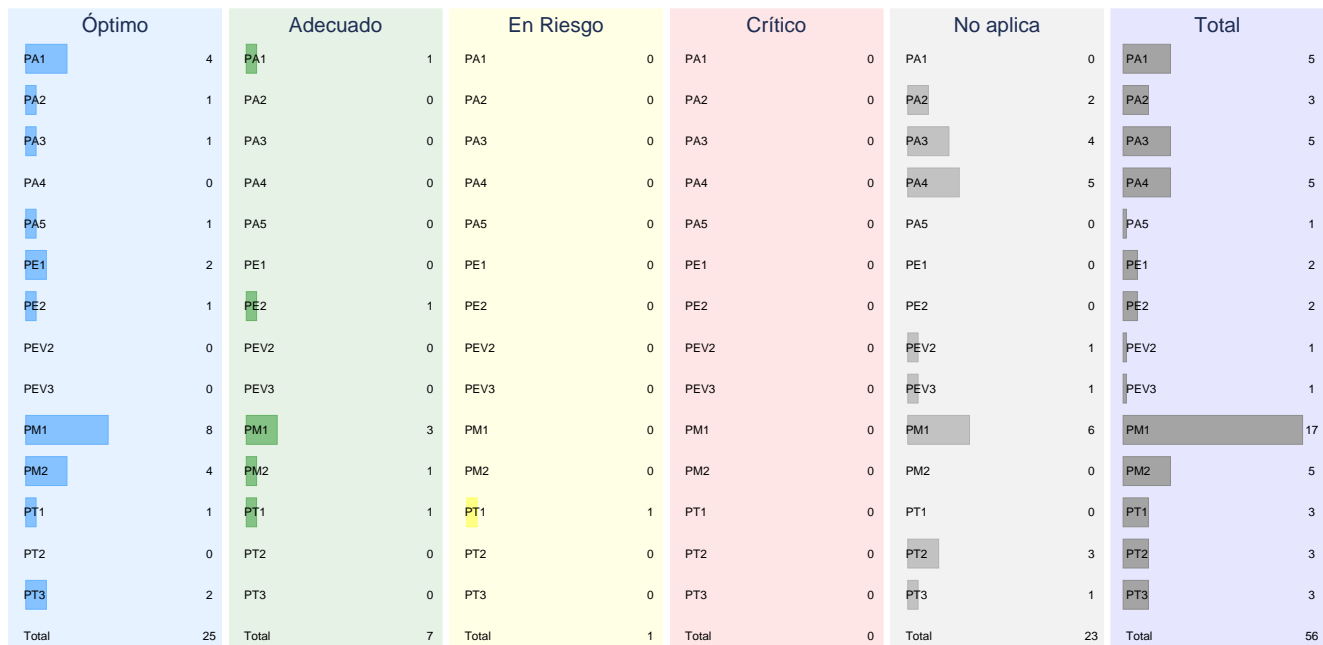 Óptimo Adecuado En Riesgo Crítico No aplica Total
PA1 4 PA1 1 PA1 0 PA1 0 PA1 0 PA1 5
PA2 1 PA2 0 PA2 0 PA2 0 PA2 2 PA2 3
PA3 1 PA3 0 PA3 0 PA3 0 PA3 4 PA3 5
PA4 0 PA4 0 PA4 0 PA4 0 PA4 5 PA4 5
PA5 1 PA5 0 PA5 0 PA5 0 PA5 0 PA5 1
PE1 2 PE1 0 PE1 0 PE1 0 PE1 0 PE1 2
PE2 1 PE2 1 PE2 0 PE2 0 PE2 0 PE2 2
PEV2 0 PEV2 0 PEV2 0 PEV2 0 PEV2 1 PEV2 1
PEV3 0 PEV3 0 PEV3 0 PEV3 0 PEV3 1 PEV3 1
PM1 8 PM1 3 PM1 0 PM1 0 PM1 6 PM1 17
PM2 4 PM2 1 PM2 0 PM2 0 PM2 0 PM2 5
PT1 1 PT1 1 PT1 1 PT1 0 PT1 0 PT1 3
PT2 0 PT2 0 PT2 0 PT2 0 PT2 3 PT2 3
PT3 2 PT3 0 PT3 0 PT3 0 PT3 1 PT3 3
Total 25 Total 7 Total 1 Total 0 Total 23 Total 56